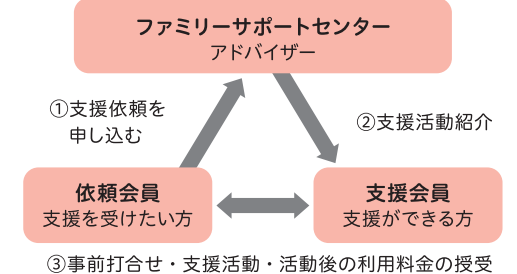 ファミリーサポートセンター
アドバイザー
①支援依頼を
申し込む
②支援活動紹介
依頼会員
支援を受けたい方
支援会員
支援ができる方
③事前打合せ・支援活動・活動後の利用料金の授受